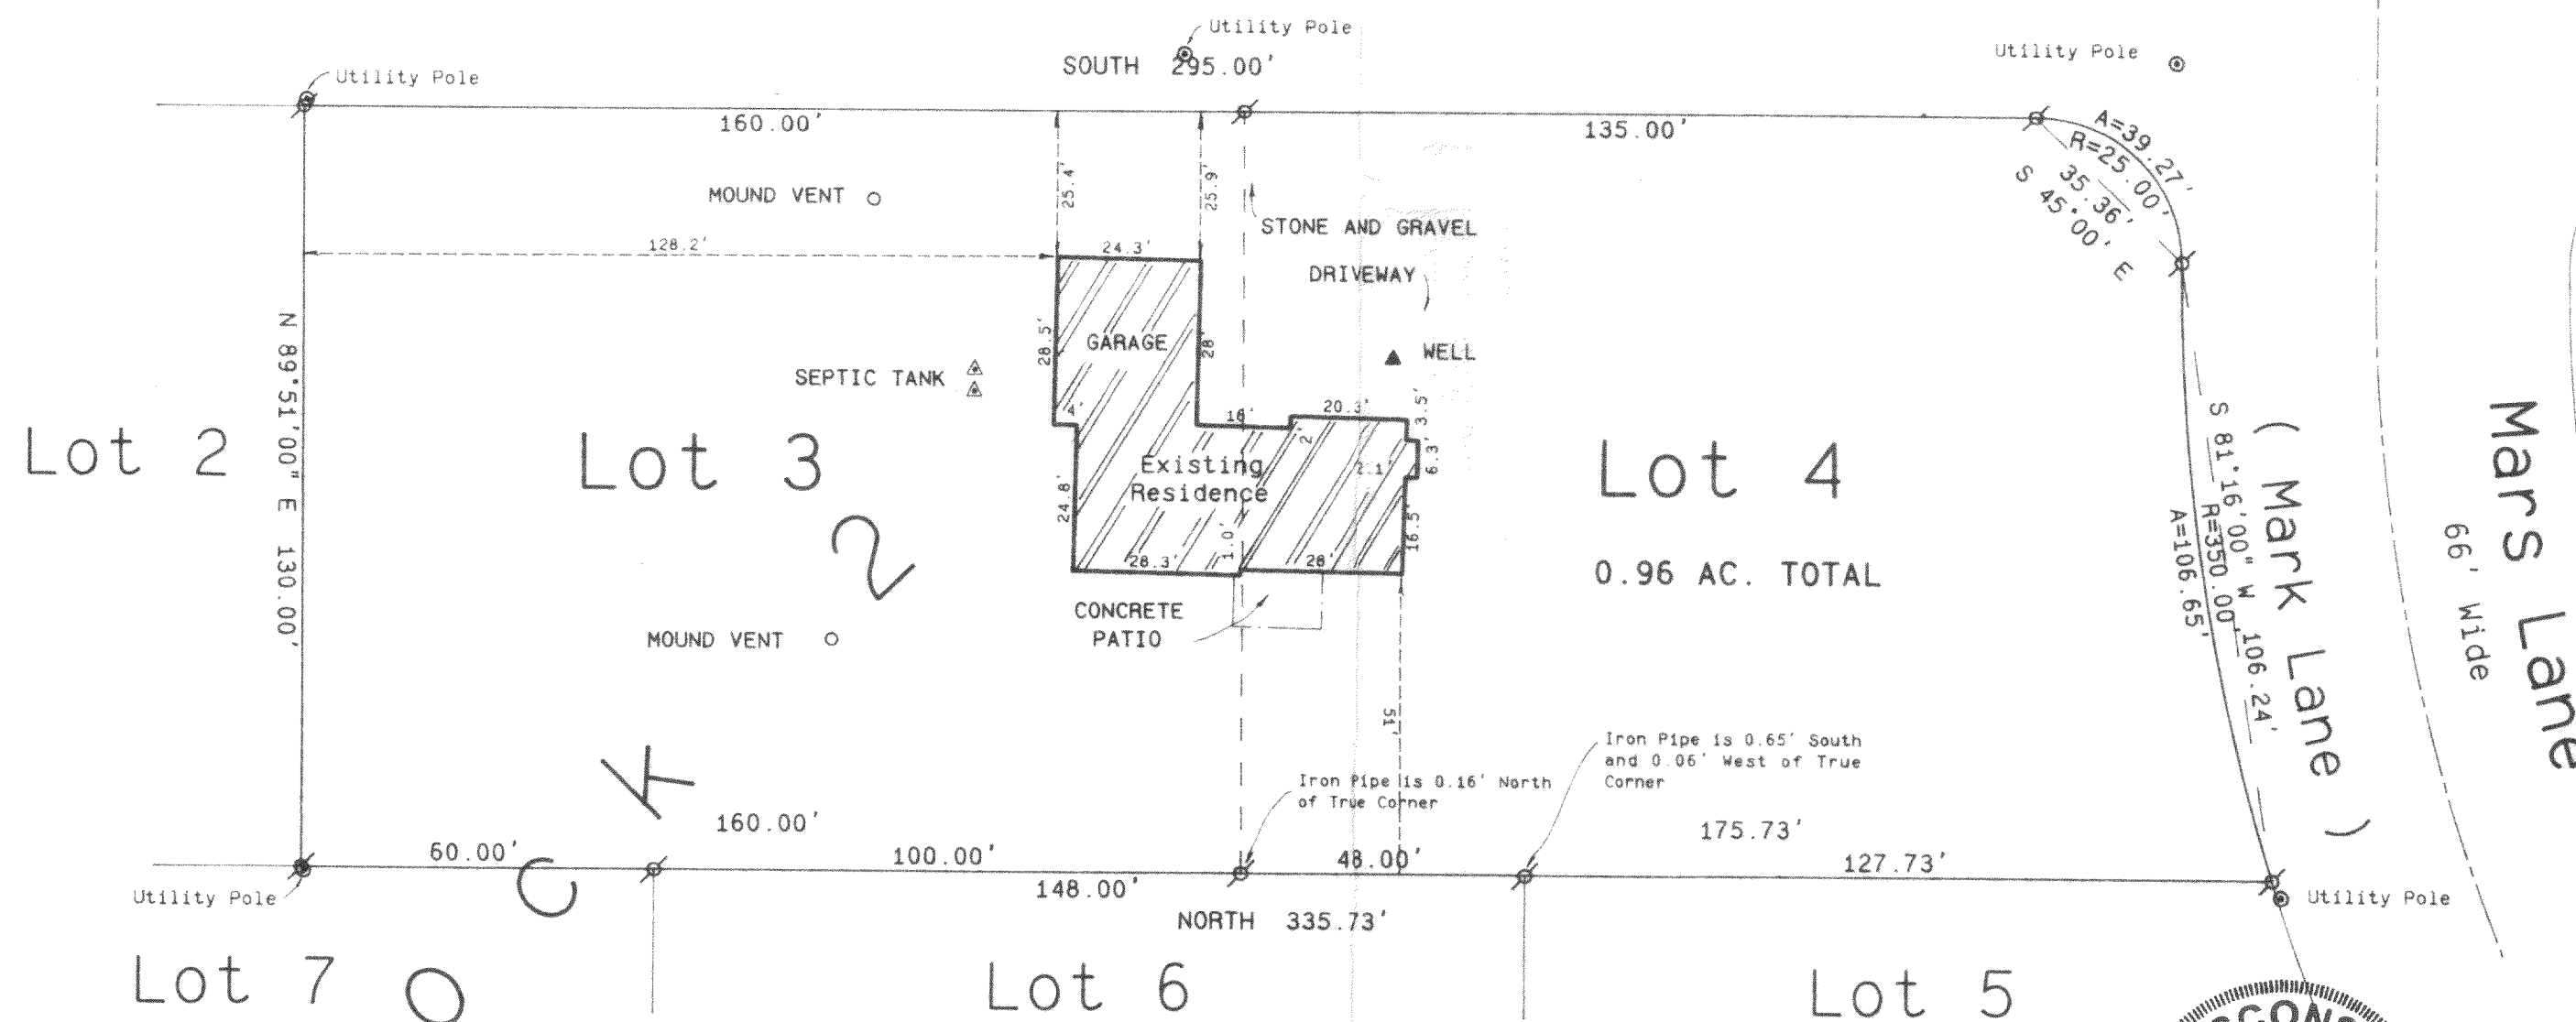 Utility Pole
SOUTH 295.00'
Utility Pole
Utility Pole
160.00'
135.00'
A=39.27'
R=25.00'
35.36'
S 45°00' E
MOUND VENT
25.4'
25.9'
STONE AND GRAVEL
DRIVEWAY
128.2'
24.3'
GARAGE
28.5'
28'
WELL
SEPTIC TANK
4'
16'
2'
20.3'
3.5'
6.3'
2.1'
16.5'
N 89°51'00" E 130.00'
Lot 2
Lot 3
Existing
Residence
24.8'
1.0'
28.3'
28'
Lot 4
0.96 AC. TOTAL
S 81°16'00" W 106.24'
R=350.00'
A=106.65'
( Mark Lane )
Mars Lane
66' Wide
CONCRETE
PATIO
MOUND VENT
51'
Iron Pipe is 0.16' North
of True Corner
Iron Pipe is 0.65' South
and 0.06' West of True
Corner
O C K 2
160.00'
175.73'
60.00'
100.00'
48.00'
127.73'
148.00'
NORTH 335.73'
Utility Pole
Utility Pole
Lot 7
Lot 6
Lot 5